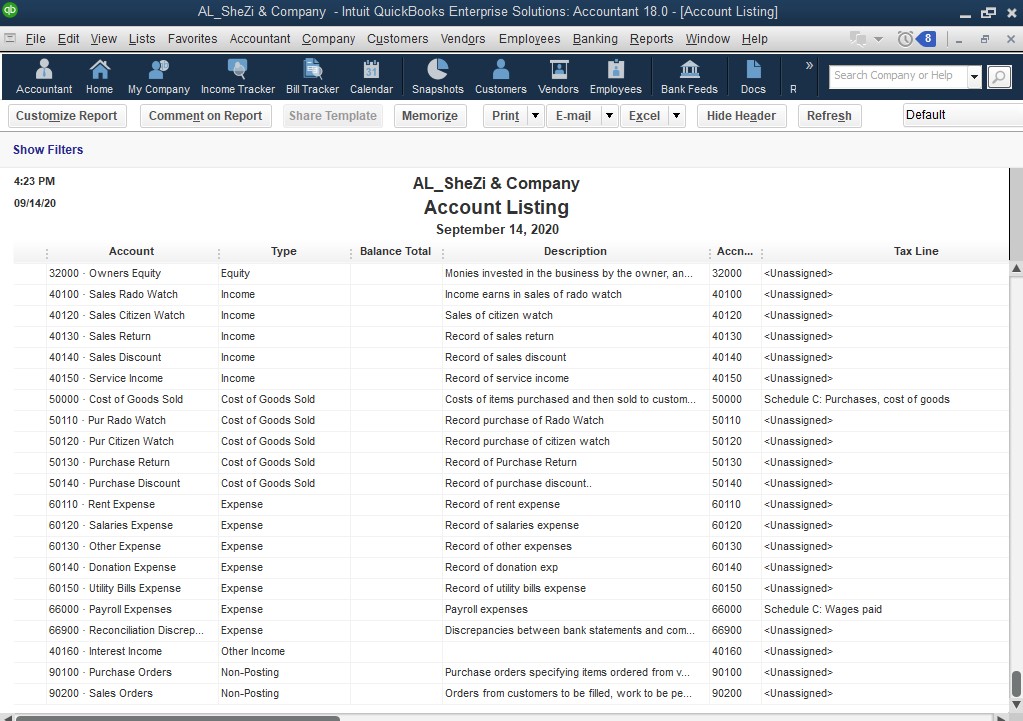 qb AL_SheZi & Company - Intuit QuickBooks Enterprise Solutions: Accountant 18.0 - [Account Listing]
File Edit View Lists Favorites Accountant Company Customers Vendors Employees Banking Reports Window Help 8
31
Accountant Home My Company Income Tracker Bill Tracker Calendar Snapshots Customers Vendors Employees Bank Feeds Docs R » Search Company or Help
Customize Report Comment on Report Share Template Memorize Print E-mail Excel Hide Header Refresh Default
Show Filters
4:23 PM AL_SheZi & Company
09/14/20 Account Listing
September 14, 2020
Account Type Balance Total Description Accn... Tax Line
32000 · Owners Equity Equity Monies invested in the business by the owner, an... 32000 <Unassigned>
40100 · Sales Rado Watch Income Income earns in sales of rado watch 40100 <Unassigned>
40120 · Sales Citizen Watch Income Sales of citizen watch 40120 <Unassigned>
40130 · Sales Return Income Record of sales return 40130 <Unassigned>
40140 · Sales Discount Income Record of sales discount 40140 <Unassigned>
40150 · Service Income Income Record of service income 40150 <Unassigned>
50000 · Cost of Goods Sold Cost of Goods Sold Costs of items purchased and then sold to custom... 50000 Schedule C: Purchases, cost of goods
50110 · Pur Rado Watch Cost of Goods Sold Record purchase of Rado Watch 50110 <Unassigned>
50120 · Pur Citizen Watch Cost of Goods Sold Record purchase of citizen watch 50120 <Unassigned>
50130 · Purchase Return Cost of Goods Sold Record of Purchase Return 50130 <Unassigned>
50140 · Purchase Discount Cost of Goods Sold Record of purchase discount.. 50140 <Unassigned>
60110 · Rent Expense Expense Record of rent expense 60110 <Unassigned>
60120 · Salaries Expense Expense Record of salaries expense 60120 <Unassigned>
60130 · Other Expense Expense Record of other expenses 60130 <Unassigned>
60140 · Donation Expense Expense Record of donation exp 60140 <Unassigned>
60150 · Utility Bills Expense Expense Record of utility bills expense 60150 <Unassigned>
66000 · Payroll Expenses Expense Payroll expenses 66000 Schedule C: Wages paid
66900 · Reconciliation Discrep... Expense Discrepancies between bank statements and com... 66900 <Unassigned>
40160 · Interest Income Other Income 40160 <Unassigned>
90100 · Purchase Orders Non-Posting Purchase orders specifying items ordered from v... 90100 <Unassigned>
90200 · Sales Orders Non-Posting Orders from customers to be filled, work to be pe... 90200 <Unassigned>